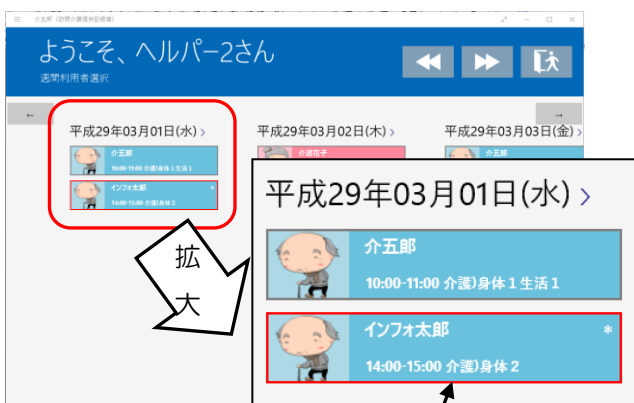 介五郎（訪問介護提供記録等）
ようこそ、ヘルパー2さん
週間利用者選択
平成29年03月01日(水) >
介五郎
10:00-11:00 介護)身体１生活１
インフォ太郎 *
14:00-15:00 介護)身体２
平成29年03月02日(木) >
介護花子
平成29年03月03日(金) >
介五郎
拡
大
平成29年03月01日(水) >
介五郎
10:00-11:00 介護)身体１生活１
インフォ太郎 *
14:00-15:00 介護)身体２